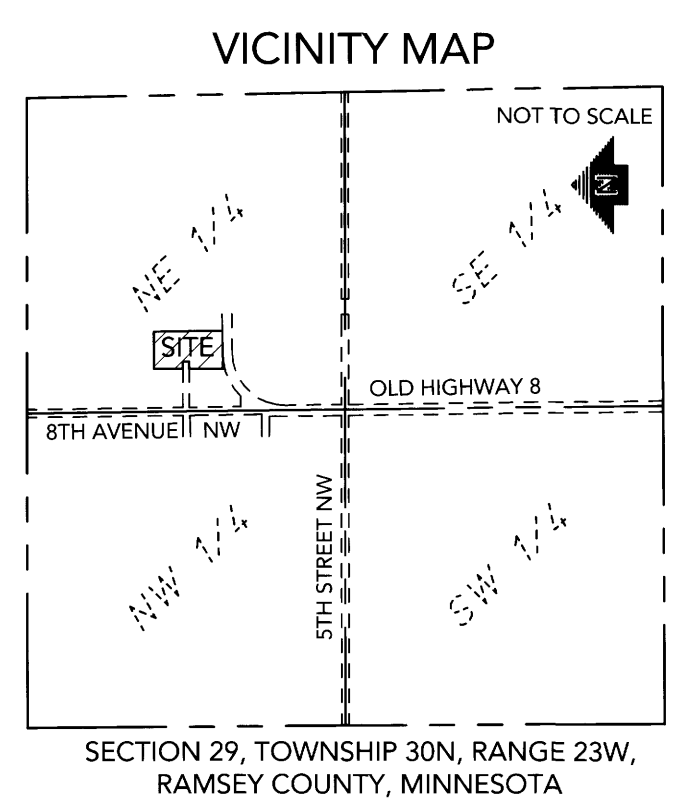 VICINITY MAP
NOT TO SCALE
N
NE 1/4
SE 1/4
SITE
OLD HIGHWAY 8
8TH AVENUE NW
5TH STREET NW
NW 1/4
SW 1/4
SECTION 29, TOWNSHIP 30N, RANGE 23W,
RAMSEY COUNTY, MINNESOTA